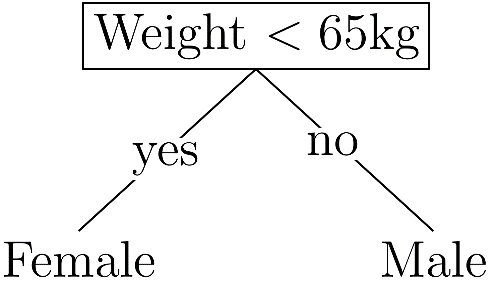 Weight < 65kg
yes
no
Female
Male